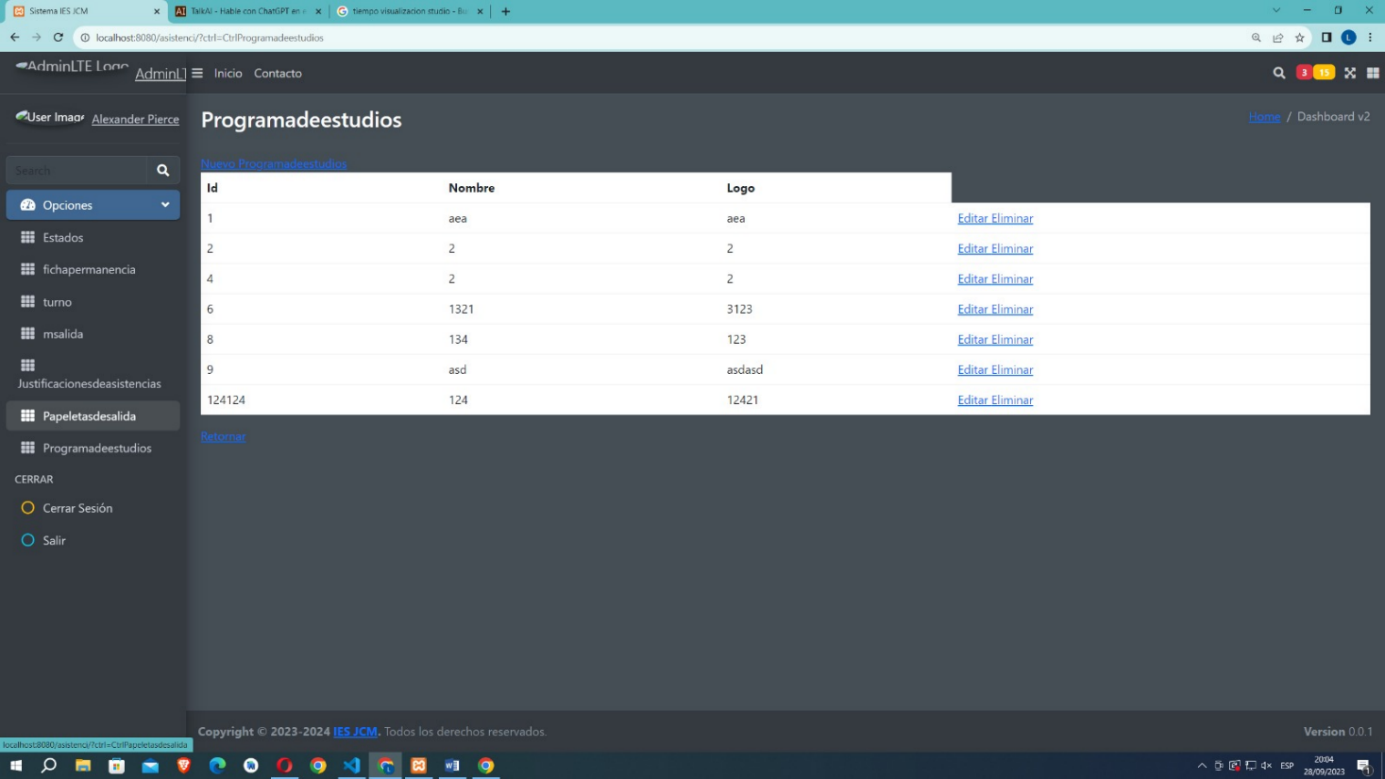 Sistema IES JCM
TalkAI - Hable con ChatGPT en e
tiempo visualizacion studio - Bu
localhost:8080/asistenci/?ctrl=CtrlProgramadeestudios
AdminLTE Logo AdminLT
Inicio Contacto
3 15
User Image Alexander Pierce
Programadeestudios
Home / Dashboard v2
Search
Nuevo Programadeestudios
Id Nombre Logo
Opciones
1 aea aea Editar Eliminar
2 2 2 Editar Eliminar
4 2 2 Editar Eliminar
6 1321 3123 Editar Eliminar
8 134 123 Editar Eliminar
9 asd asdasd Editar Eliminar
124124 124 12421 Editar Eliminar
Retornar
Estados
fichapermanencia
turno
msalida
Justificacionesdeasistencias
Papeletasdesalida
Programadeestudios
CERRAR
Cerrar Sesión
Salir
Copyright © 2023-2024 IES JCM. Todos los derechos reservados.
Version 0.0.1
localhost:8080/asistenci/?ctrl=CtrlPapeletasdesalida
ESP
20:04
28/09/2023